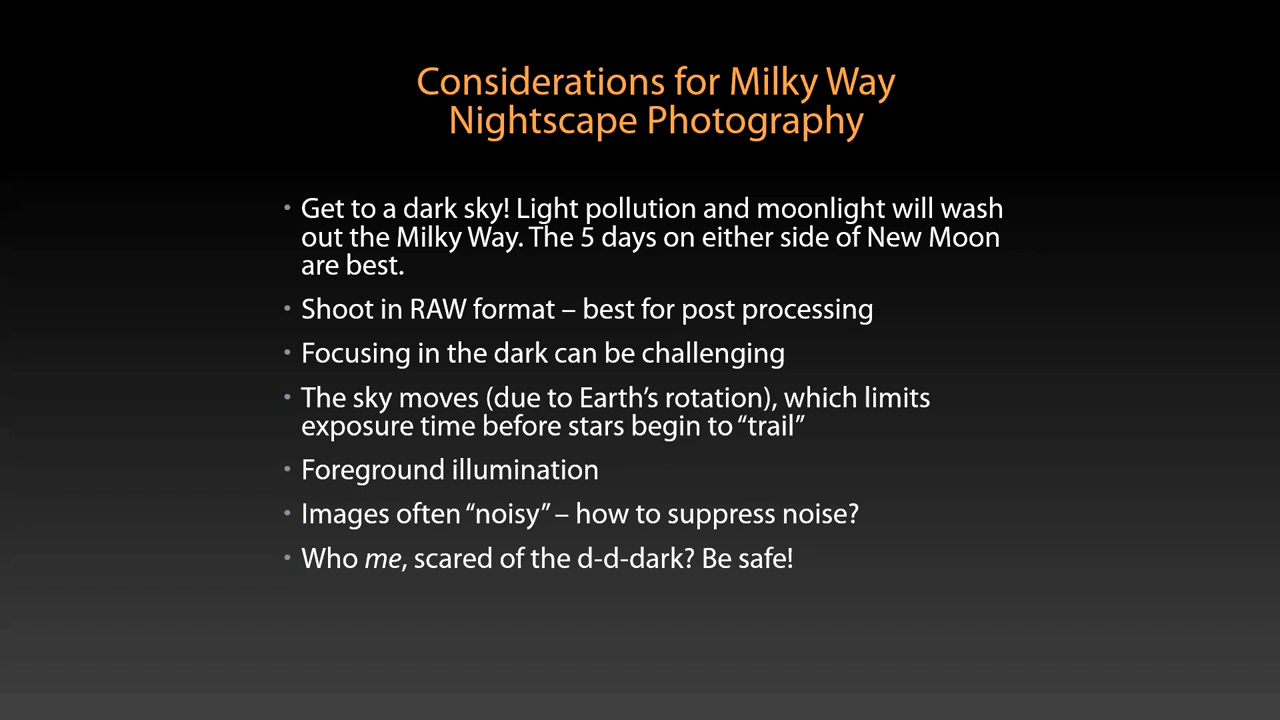 Considerations for Milky Way
Nightscape Photography
• Get to a dark sky! Light pollution and moonlight will wash
out the Milky Way. The 5 days on either side of New Moon
are best.
• Shoot in RAW format – best for post processing
• Focusing in the dark can be challenging
• The sky moves (due to Earth’s rotation), which limits
exposure time before stars begin to “trail”
• Foreground illumination
• Images often “noisy” – how to suppress noise?
• Who me, scared of the d-d-dark? Be safe!